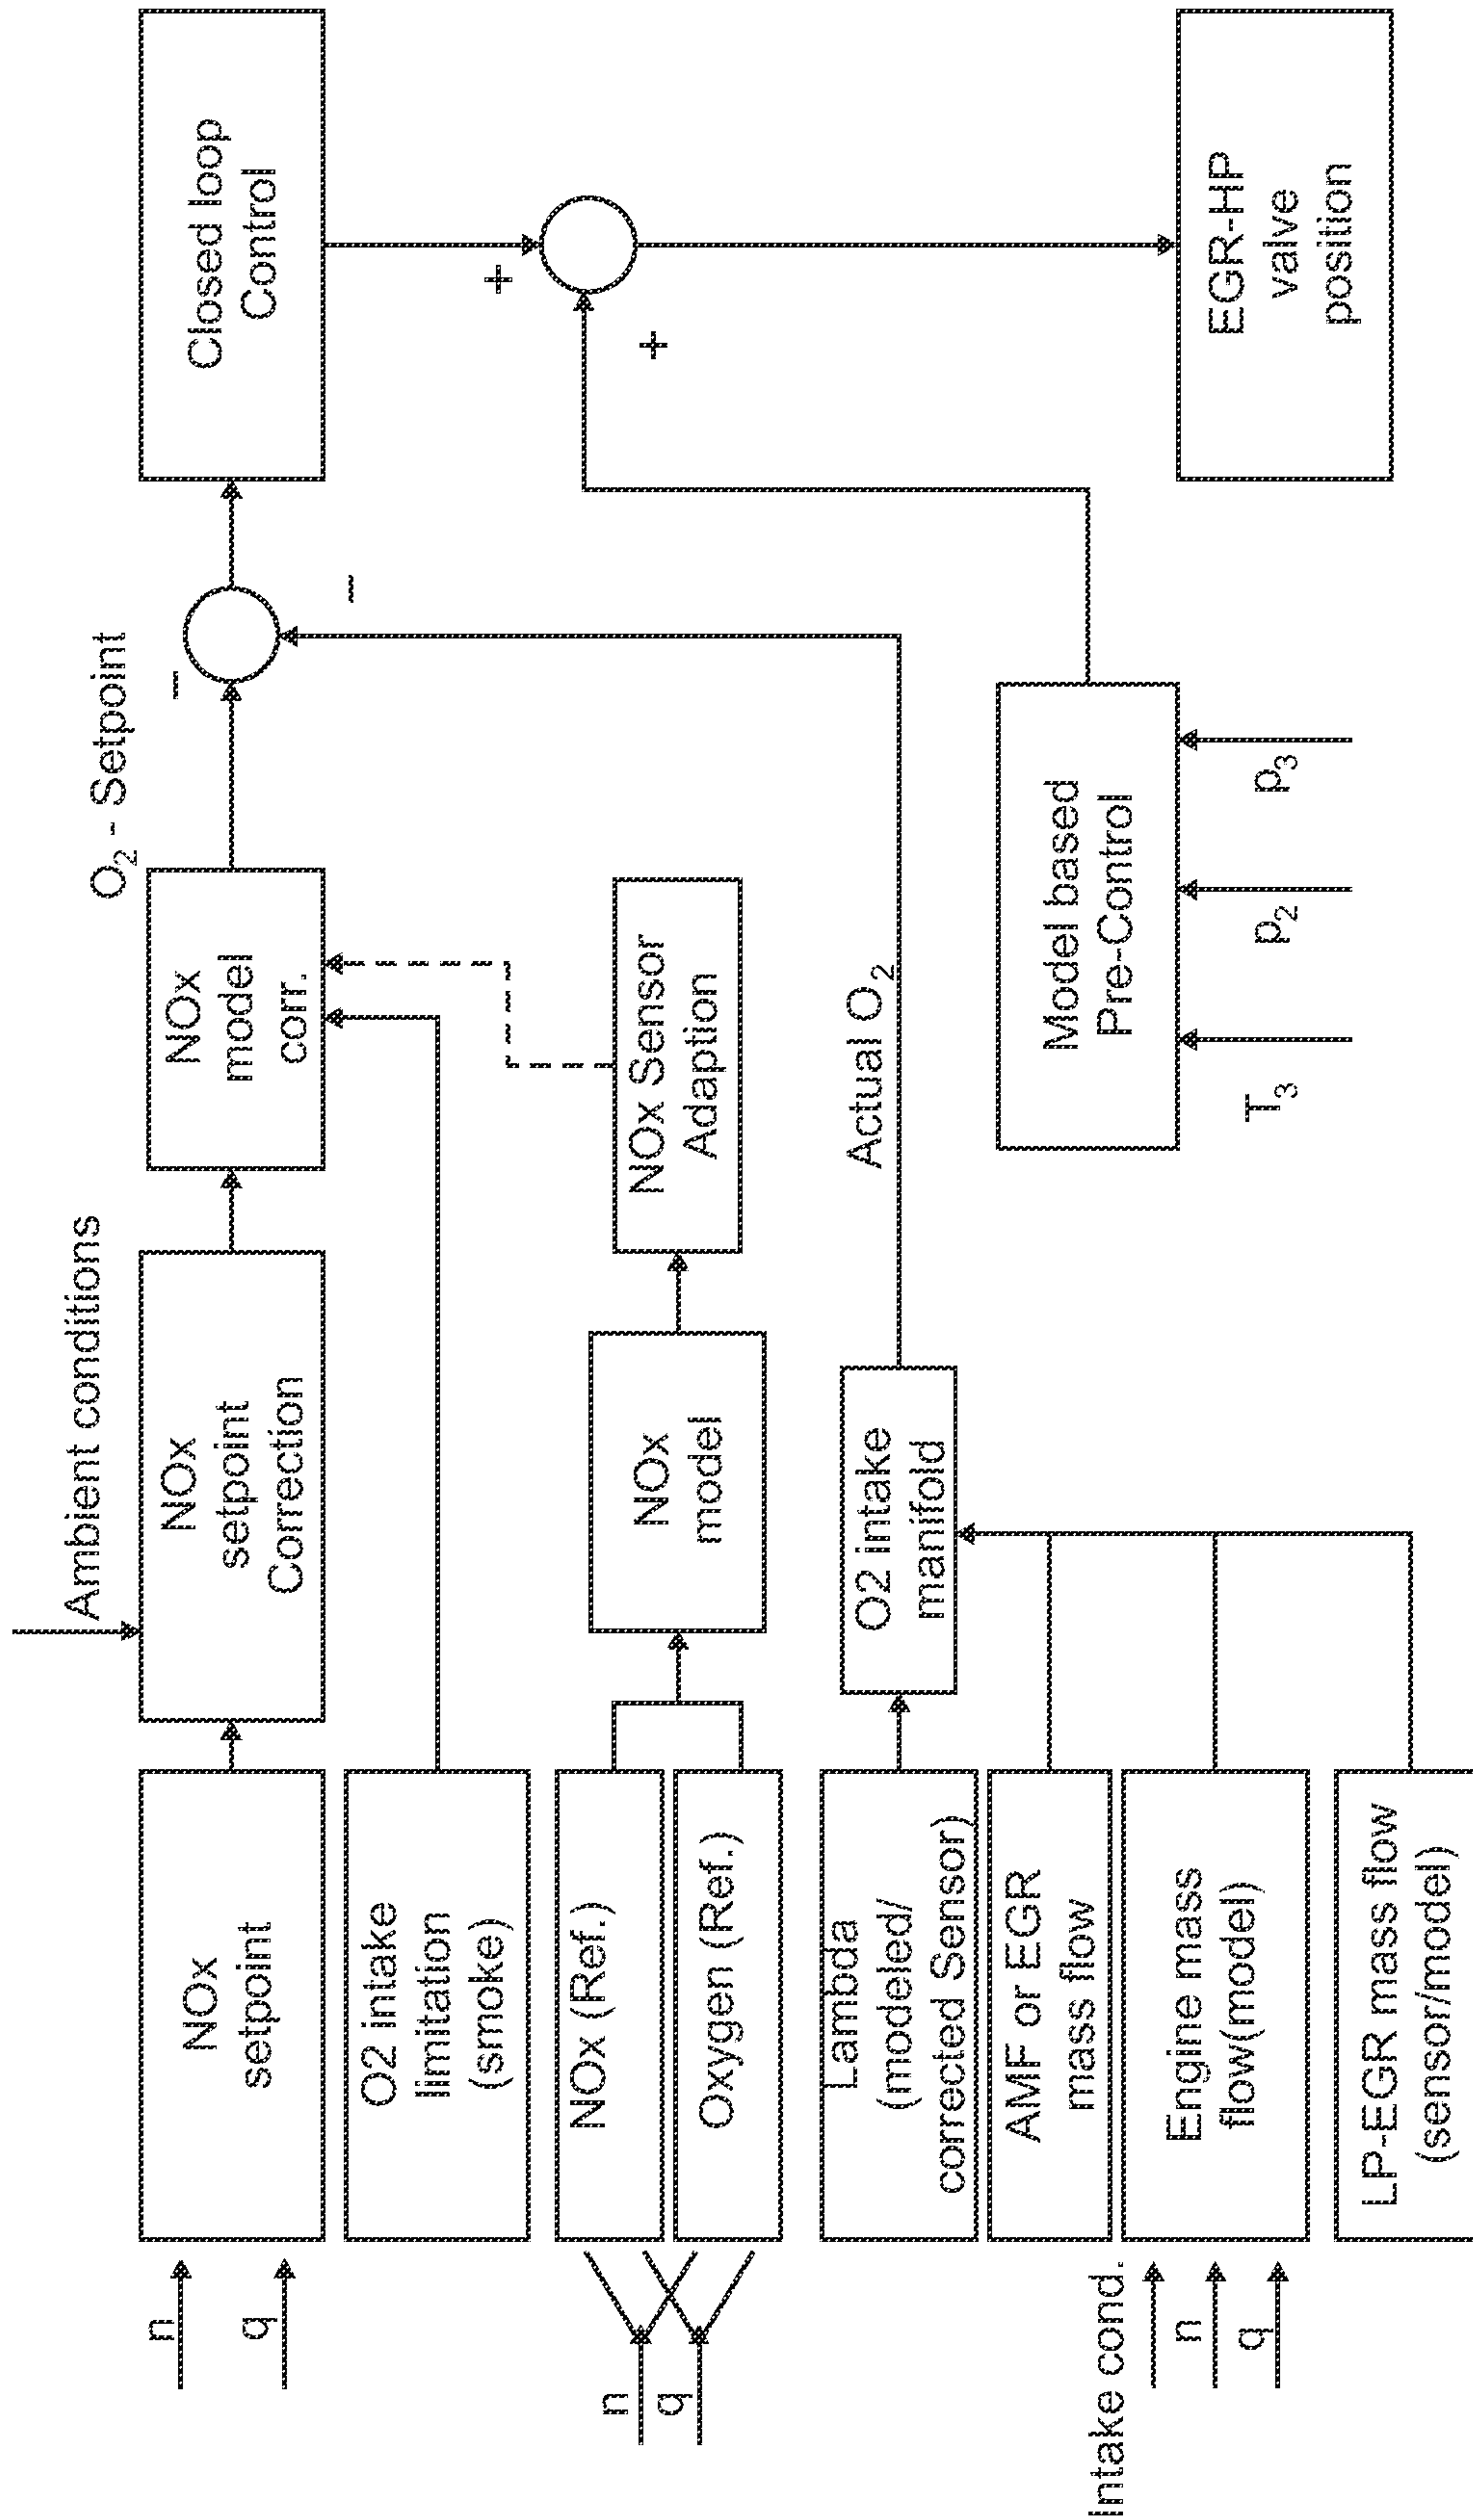 Ambient conditions
n
q
NOx
setpoint
NOx
setpoint
Correction
NOx
model
corr.
O2 - Setpoint
–
–
Closed loop
Control
O2 intake
limitation
(smoke)
n
q
NOx (Ref.)
Oxygen (Ref.)
NOx
model
NOx Sensor
Adaption
+
+
Lambda
(modeled/
corrected Sensor)
O2 intake
manifold
Actual O2
AMF or EGR
mass flow
Intake cond.
n
q
Engine mass
flow(model)
LP-EGR mass flow
(sensor/model)
Model based
Pre-Control
T3
p2
p3
EGR-HP
valve
position